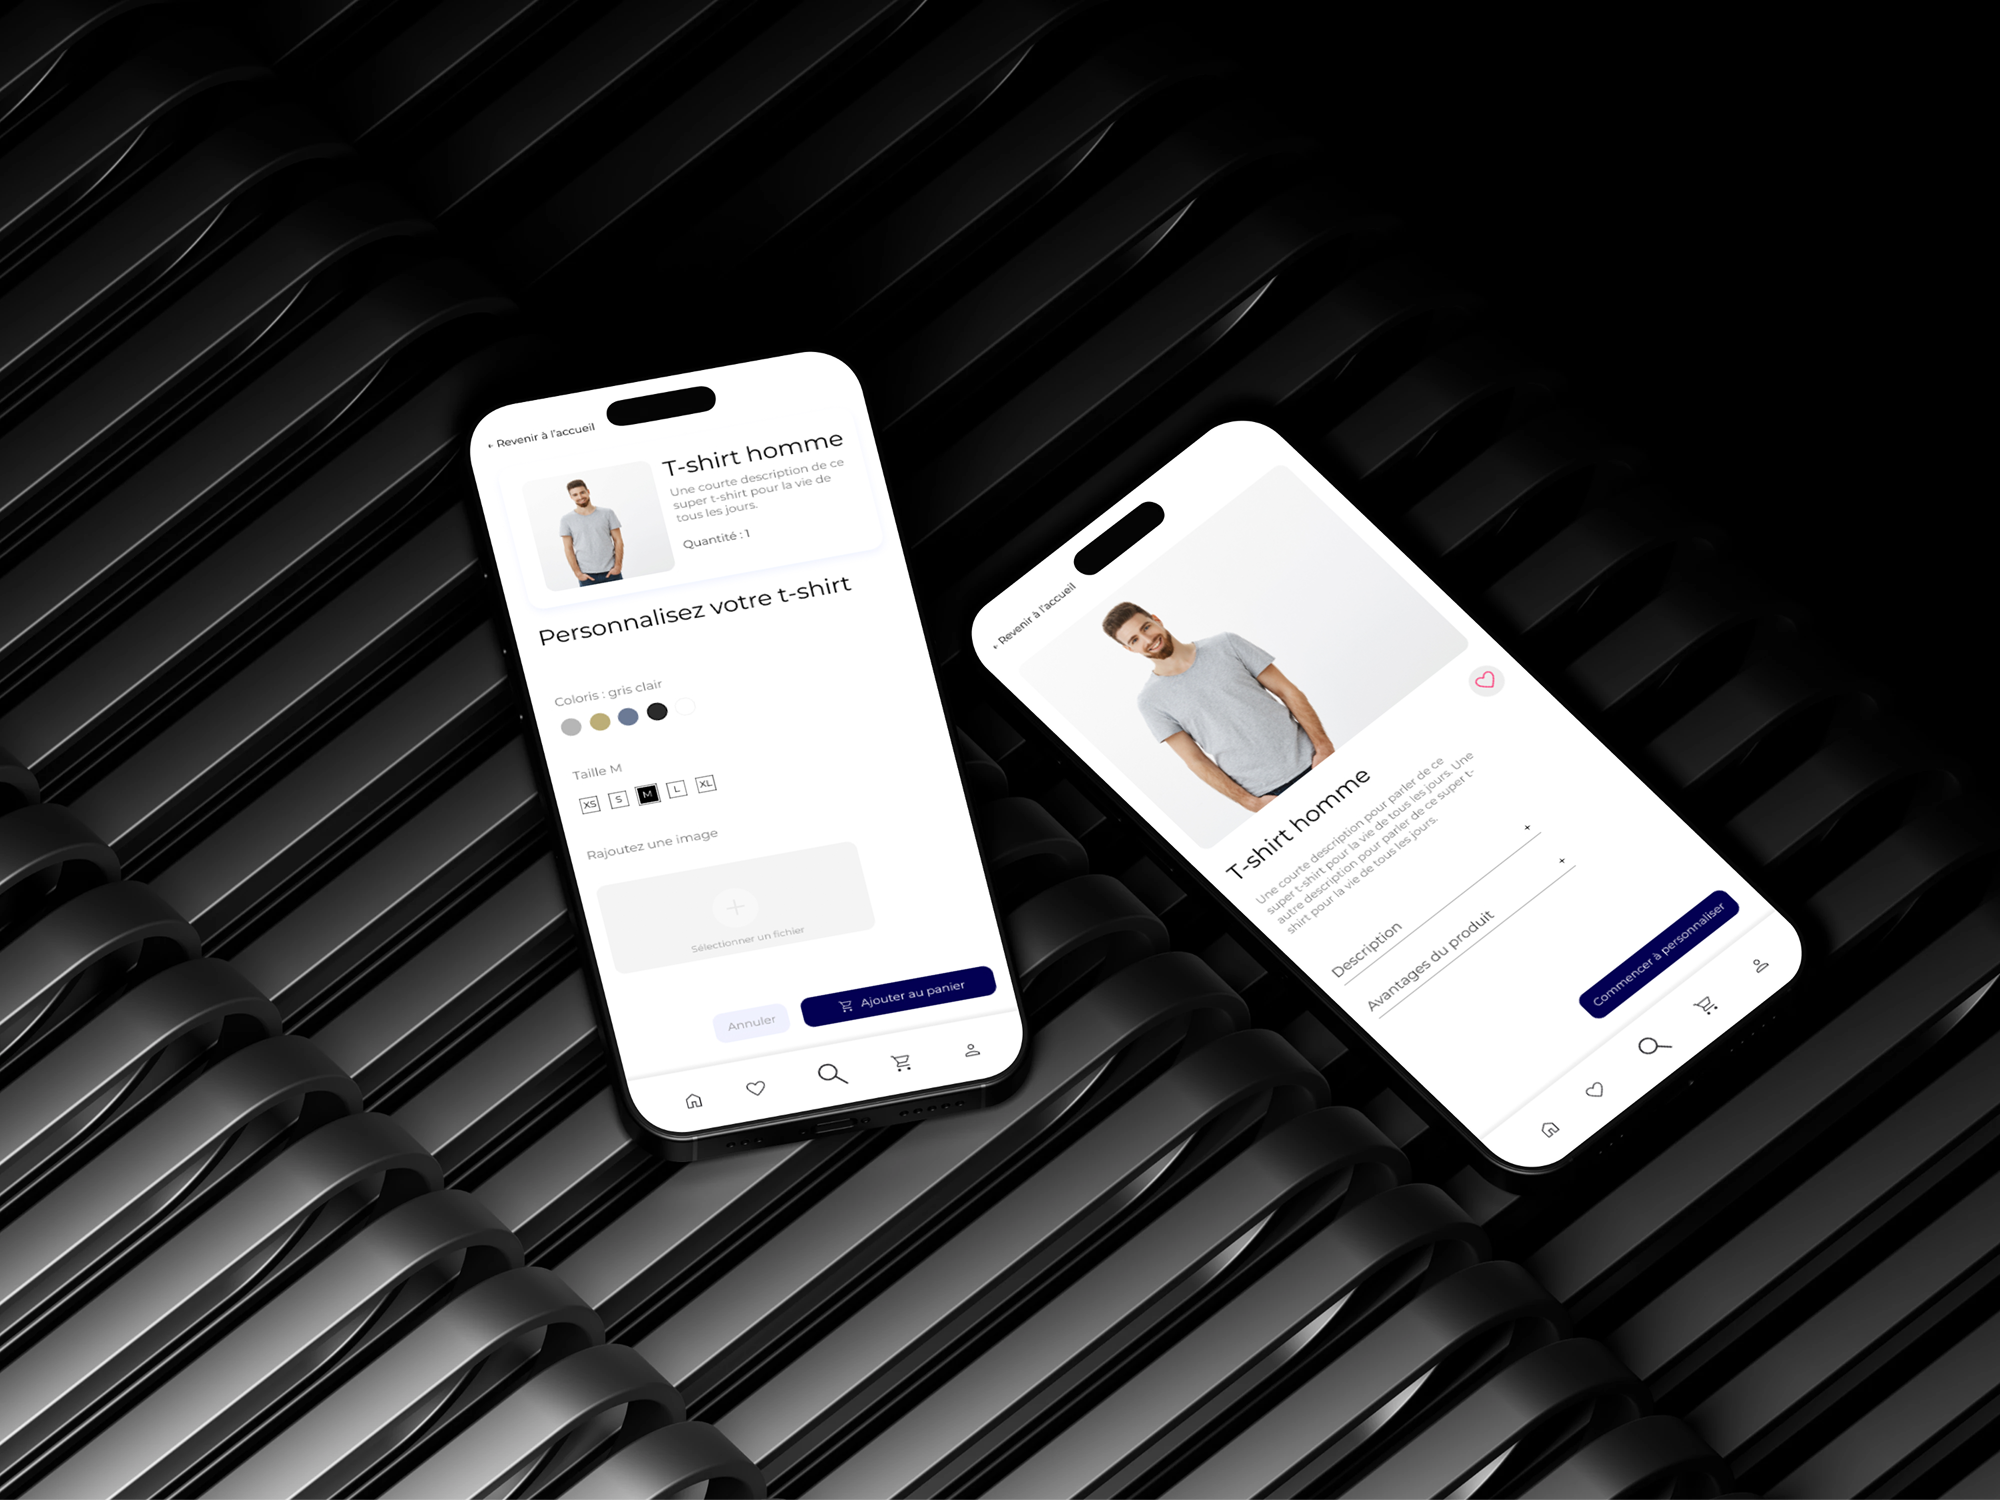 ← Revenir à l'accueil
T-shirt homme
Une courte description de ce
super t-shirt pour la vie de
tous les jours.
Quantité : 1
Personnalisez votre t-shirt
Coloris : gris clair
Taille M
XS S M L XL
Rajoutez une image
Sélectionner un fichier
Annuler
Ajouter au panier
← Revenir à l'accueil
T-shirt homme
Une courte description pour parler de ce
super t-shirt pour la vie de tous les jours. Une
autre description pour parler de ce super t-
shirt pour la vie de tous les jours.
Description +
Avantages du produit +
Commencer à personnaliser